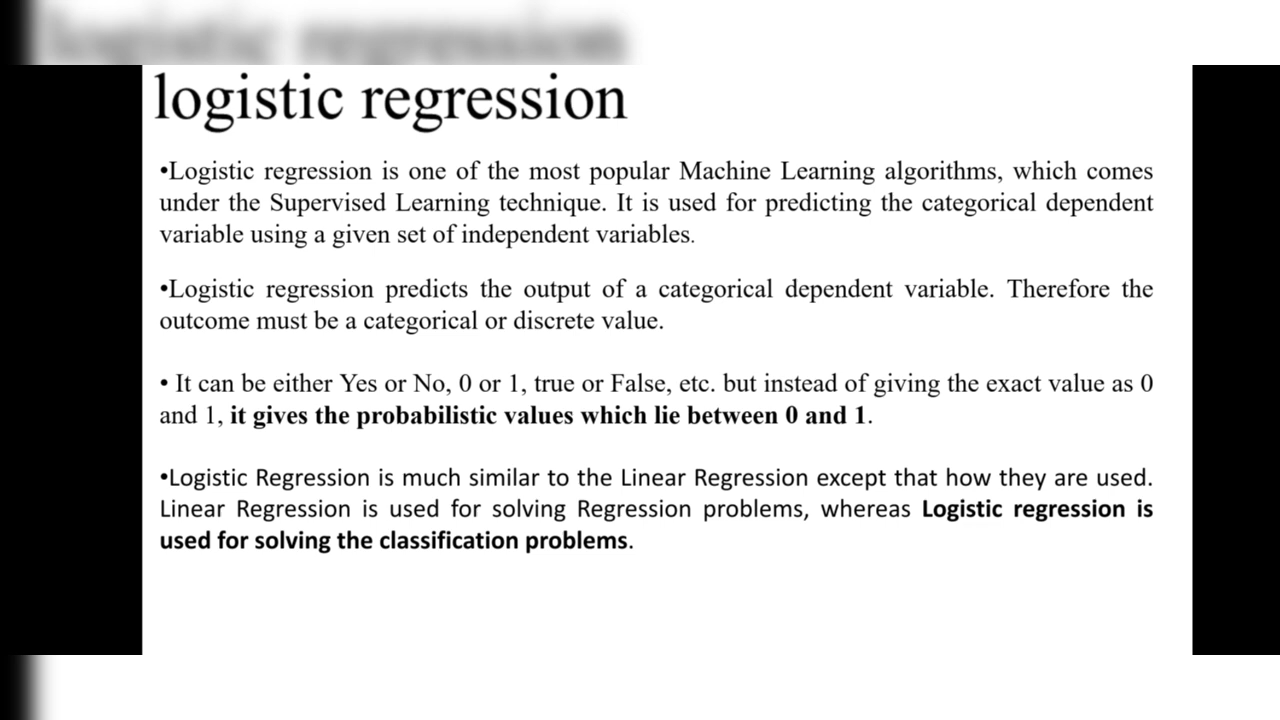 logistic regression
logistic regression
•Logistic regression is one of the most popular Machine Learning algorithms, which comes
under the Supervised Learning technique. It is used for predicting the categorical dependent
variable using a given set of independent variables.
•Logistic regression predicts the output of a categorical dependent variable. Therefore the
outcome must be a categorical or discrete value.
• It can be either Yes or No, 0 or 1, true or False, etc. but instead of giving the exact value as 0
and 1, it gives the probabilistic values which lie between 0 and 1.
•Logistic Regression is much similar to the Linear Regression except that how they are used.
Linear Regression is used for solving Regression problems, whereas Logistic regression is
used for solving the classification problems.